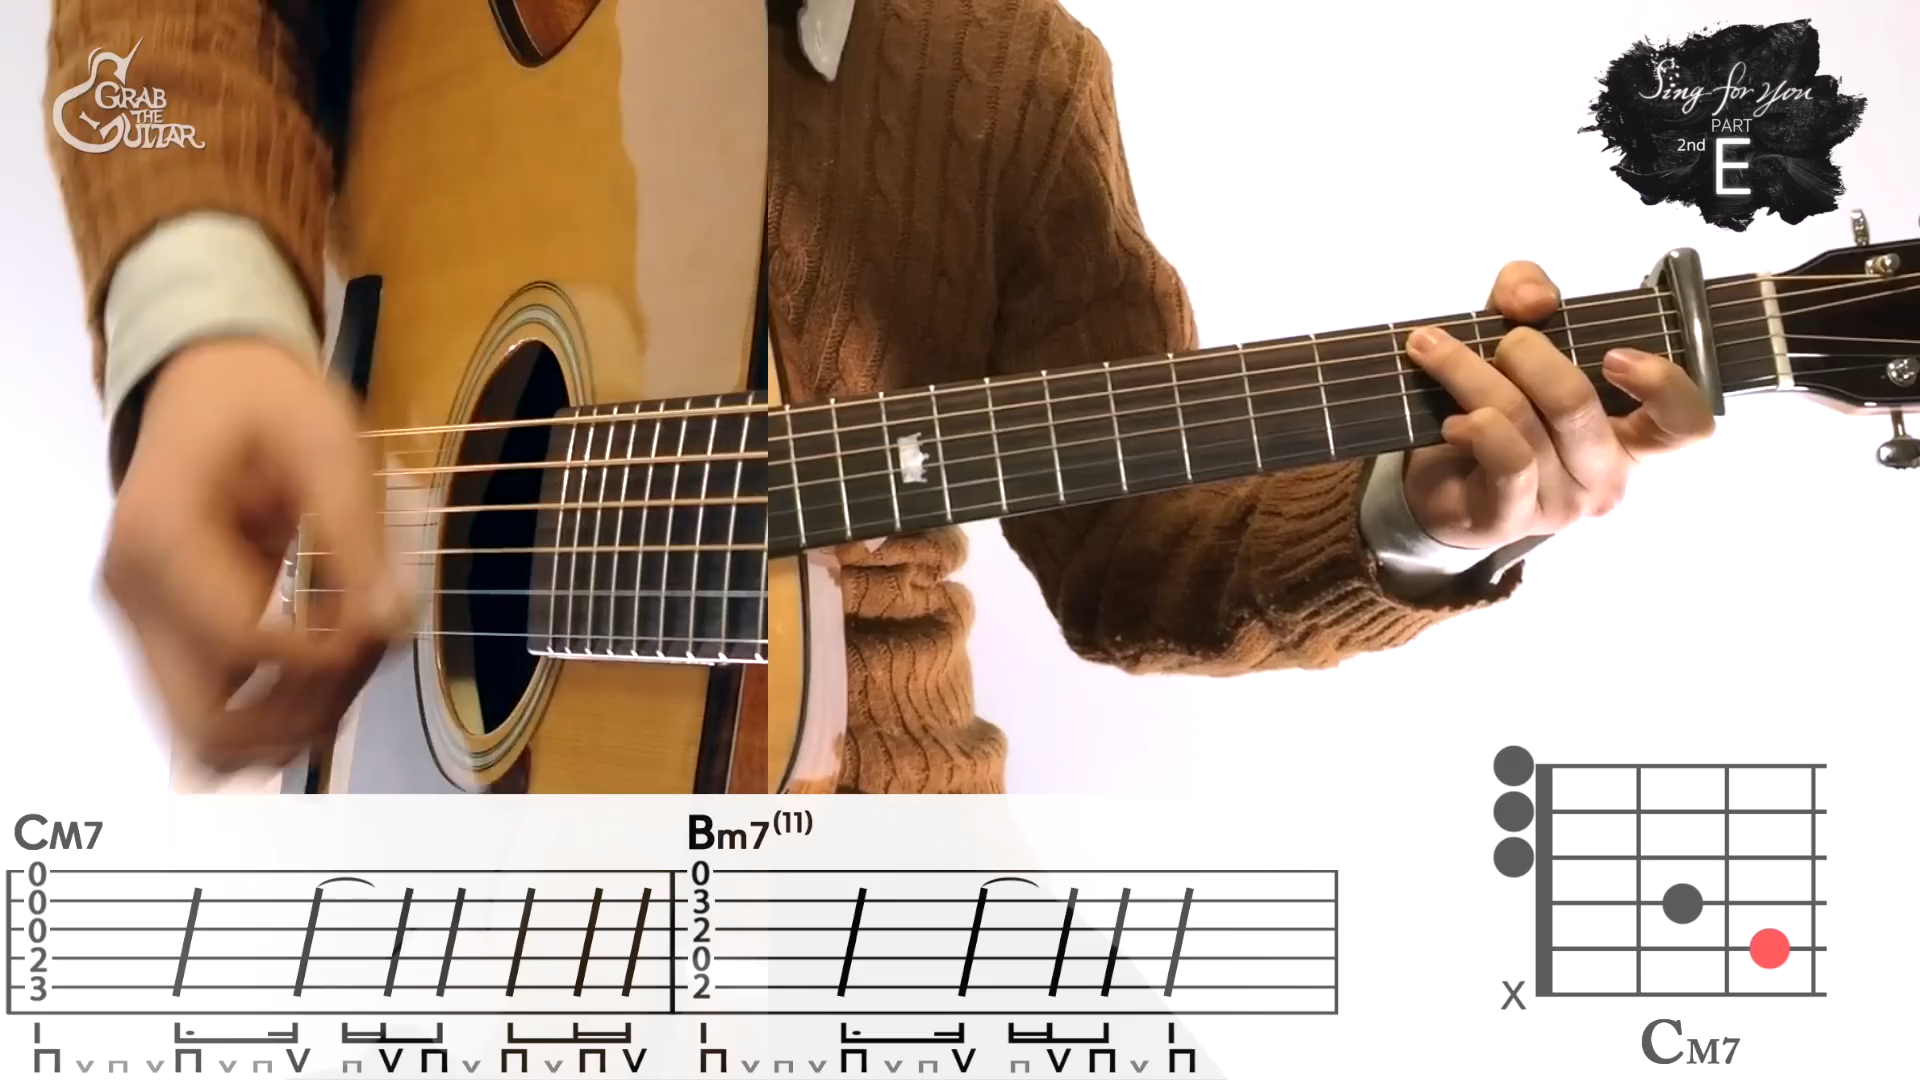 GRAB
THE
GUITAR
Sing for you
PART
2nd E
CM7 Bm7(11)
0 0
0 3
0 2
2 0
3 2
X
CM7